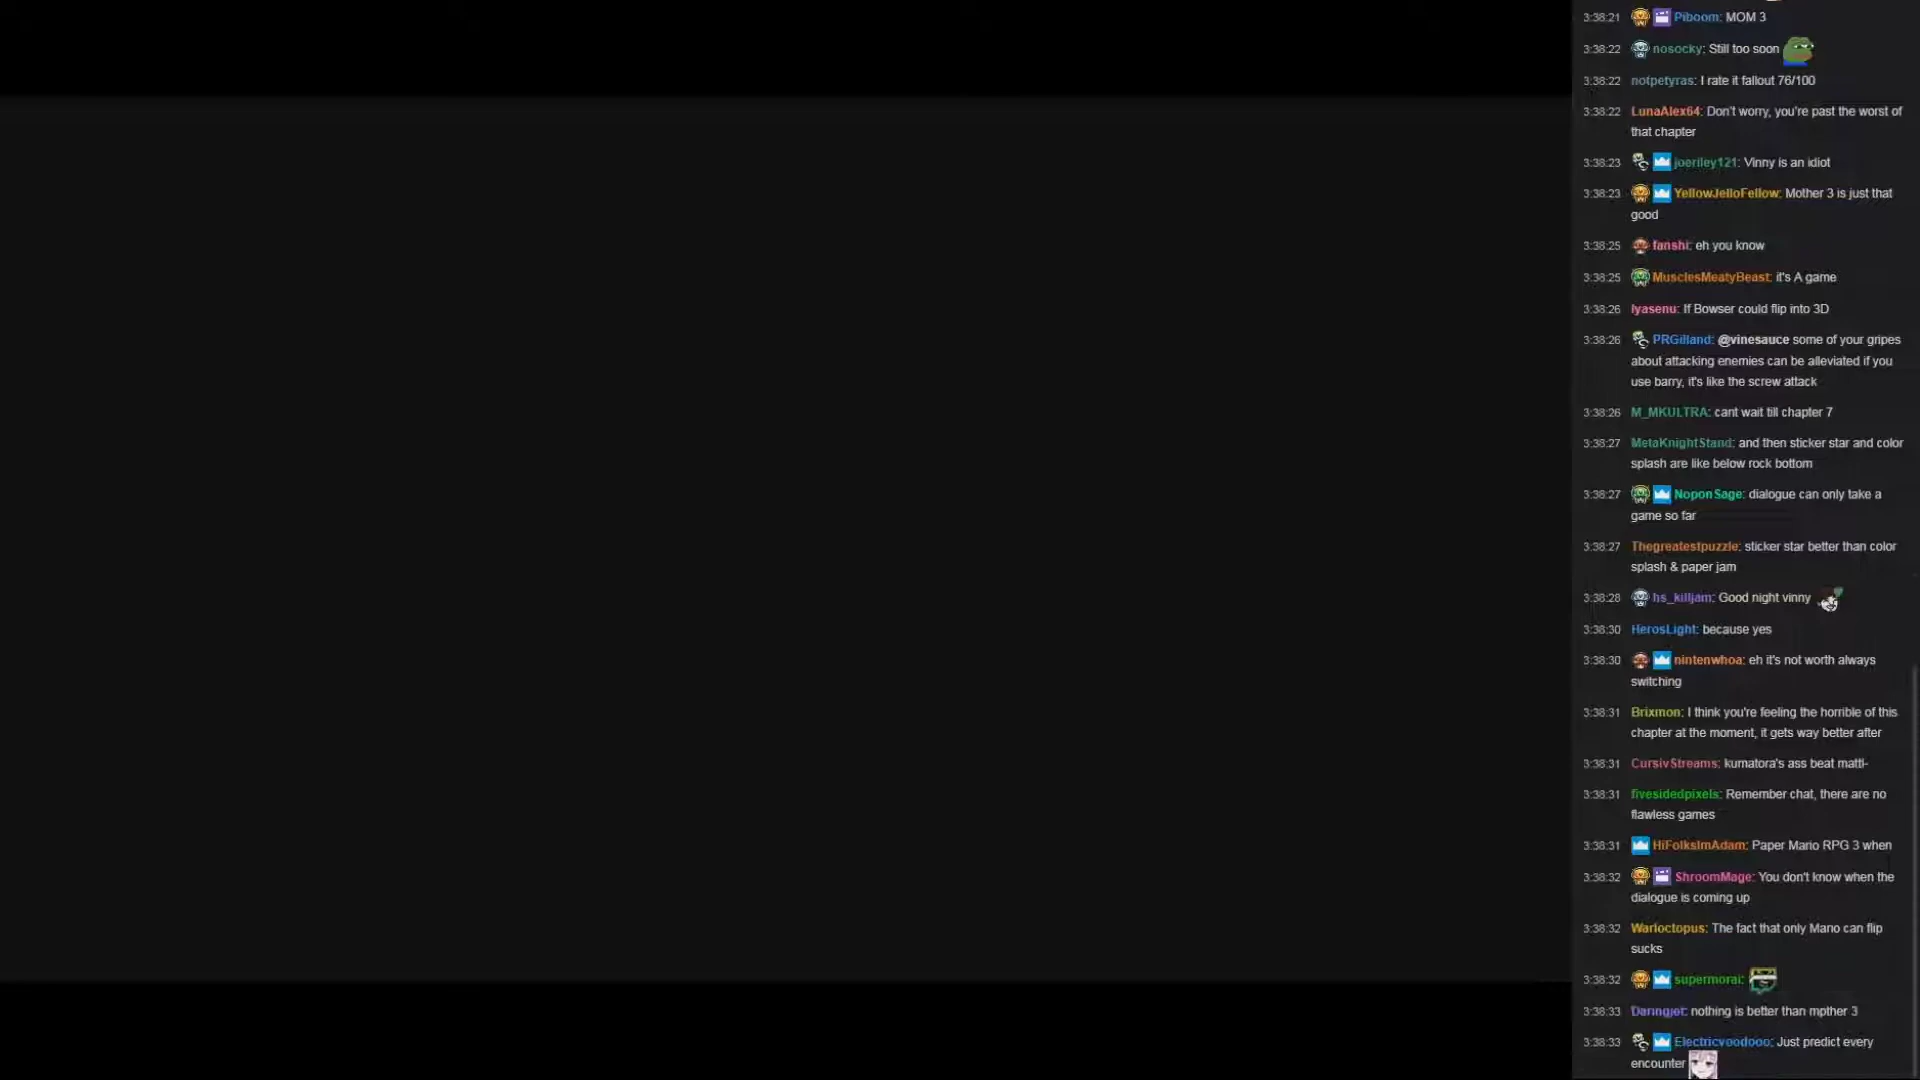 3:38:21 Piboom: MOM 3
3:38:22 nosocky: Still too soon
3:38:22 notpetyras: I rate it fallout 76/100
3:38:22 LunaAlex64: Don't worry, you're past the worst of
that chapter
3:38:23 joeriley121: Vinny is an idiot
3:38:23 YellowJelloFellow: Mother 3 is just that
good
3:38:25 fanshi: eh you know
3:38:25 MusclesMeatyBeast: it's A game
3:38:26 lyasenu: If Bowser could flip into 3D
3:38:26 PRGilland: @vinesauce some of your gripes
about attacking enemies can be alleviated if you
use barry, it's like the screw attack
3:38:26 M_MKULTRA: cant wait till chapter 7
3:38:27 MetaKnightStand: and then sticker star and color
splash are like below rock bottom
3:38:27 NoponSage: dialogue can only take a
game so far
3:38:27 Thegreatestpuzzle: sticker star better than color
splash & paper jam
3:38:28 hs_killjam: Good night vinny
3:38:30 HerosLight: because yes
3:38:30 nintenwhoa: eh it's not worth always
switching
3:38:31 Brixmon: I think you're feeling the horrible of this
chapter at the moment, it gets way better after
3:38:31 CursivStreams: kumatora's ass beat mattl-
3:38:31 fivesidedpixels: Remember chat, there are no
flawless games
3:38:31 HiFolksImAdam: Paper Mario RPG 3 when
3:38:32 ShroomMage: You don't know when the
dialogue is coming up
3:38:32 Warloctopus: The fact that only Mario can flip
sucks
3:38:32 supermorai:
3:38:33 Daringjet: nothing is better than mpther 3
3:38:33 Electricvoodooo: Just predict every
encounter